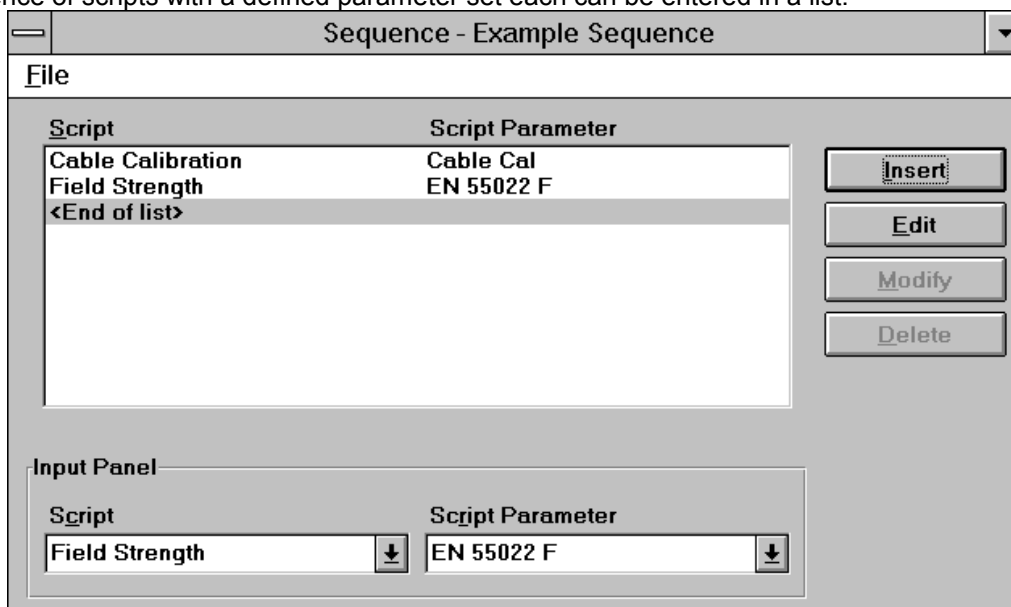 nce of scripts with a defined parameter set each can be entered in a list.
Sequence - Example Sequence
File
Script Script Parameter
Cable Calibration Cable Cal
Field Strength EN 55022 F
<End of list>
Insert
Edit
Modify
Delete
Input Panel
Script Script Parameter
Field Strength EN 55022 F